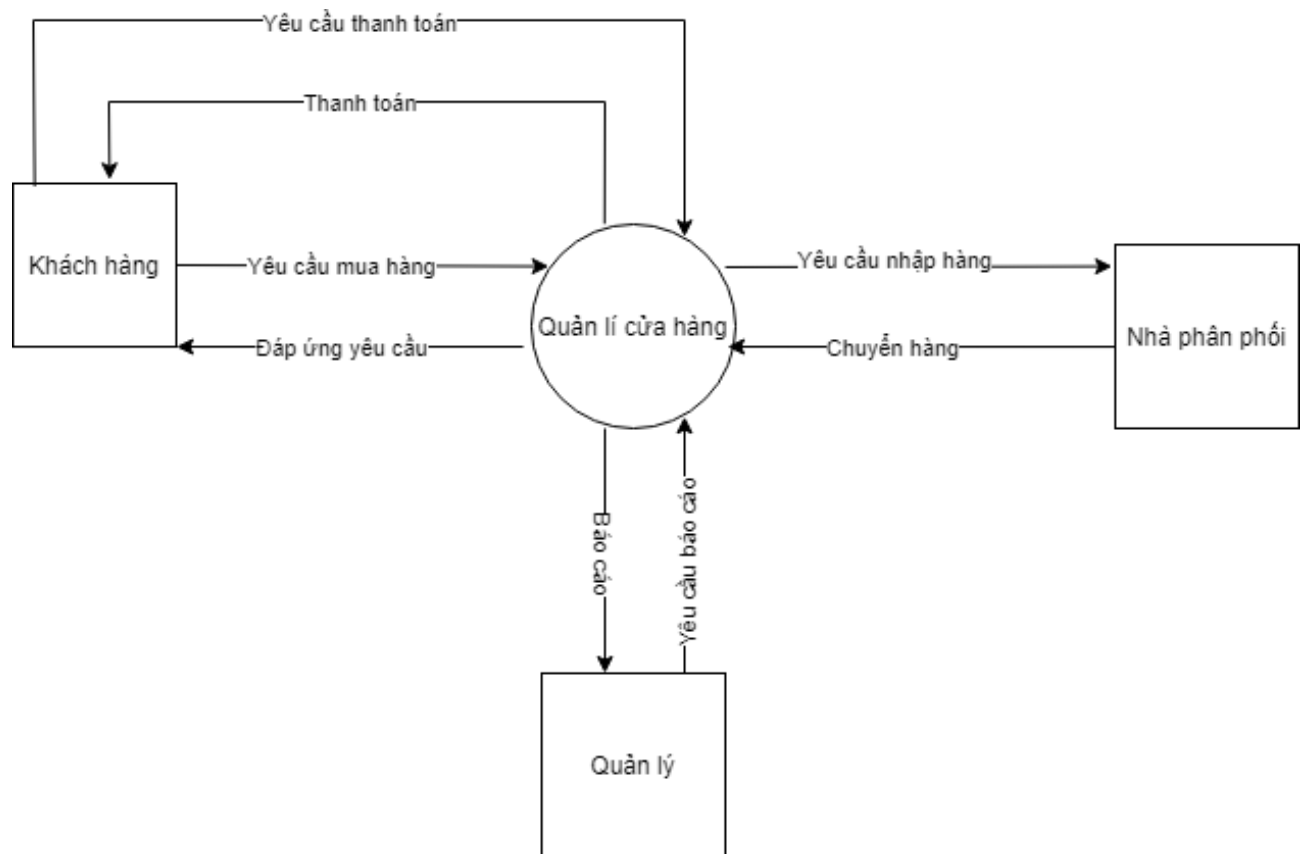 Yêu cầu thanh toán
Thanh toán
Khách hàng
Yêu cầu mua hàng
Yêu cầu nhập hàng
Quản lí cửa hàng
Nhà phân phối
Đáp ứng yêu cầu
Chuyển hàng
Báo cáo
Yêu cầu báo cáo
Quản lý